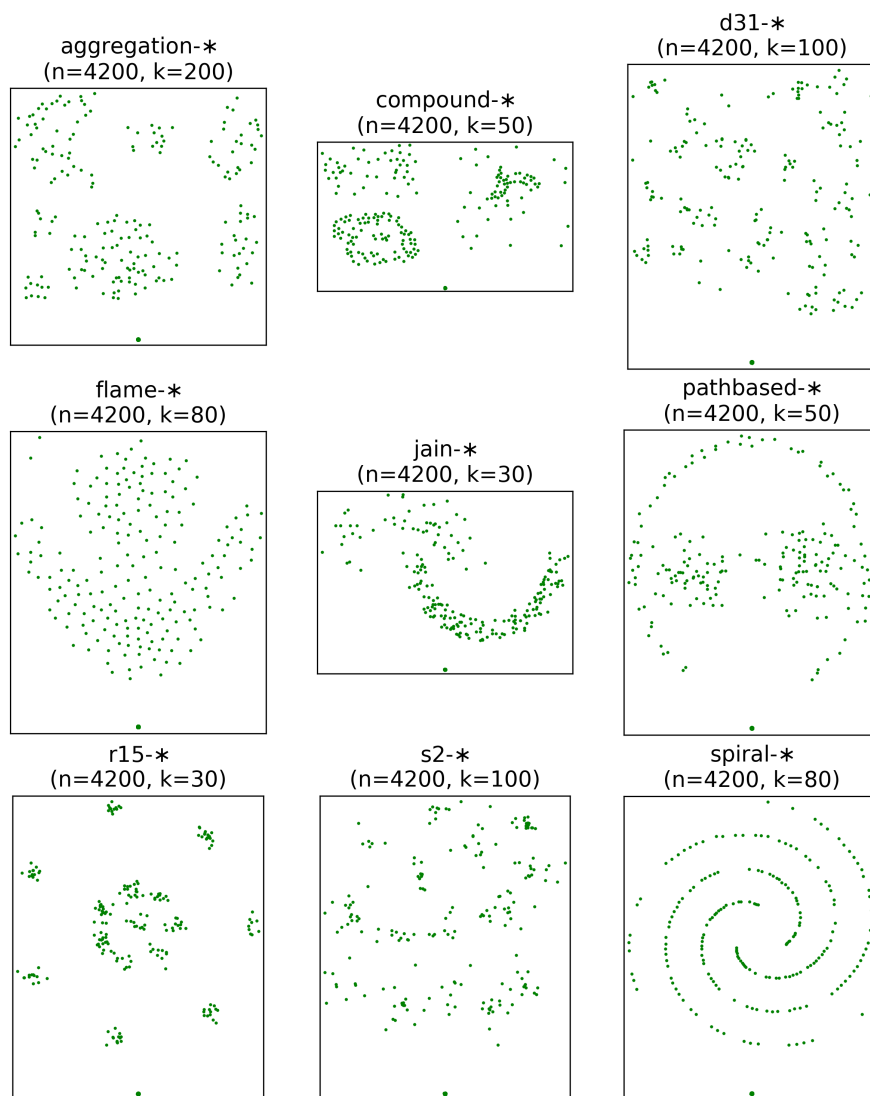 aggregation-∗
(n=4200, k=200)
compound-∗
(n=4200, k=50)
d31-∗
(n=4200, k=100)
flame-∗
(n=4200, k=80)
jain-∗
(n=4200, k=30)
pathbased-∗
(n=4200, k=50)
r15-∗
(n=4200, k=30)
s2-∗
(n=4200, k=100)
spiral-∗
(n=4200, k=80)